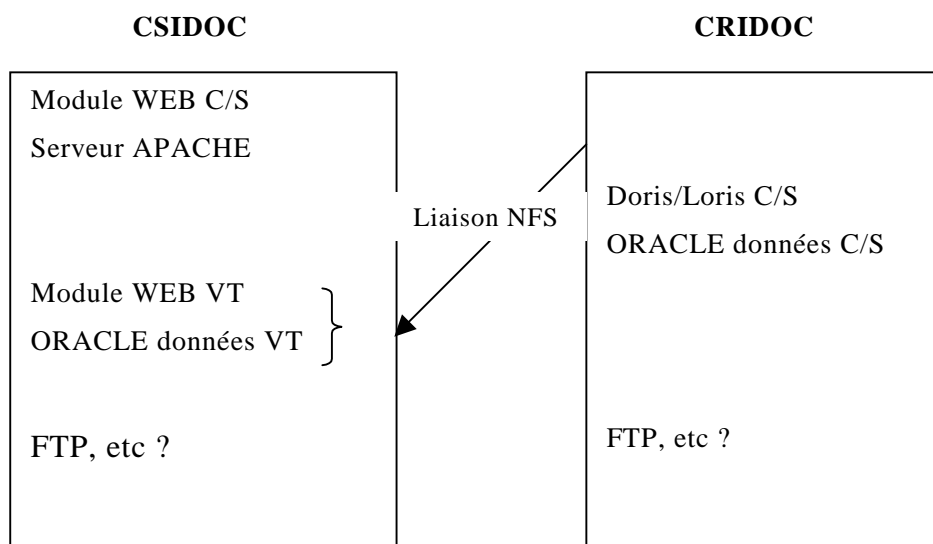 CSIDOC
CRIDOC
Module WEB C/S
Serveur APACHE
Module WEB VT
ORACLE données VT
FTP, etc ?
Liaison NFS
Doris/Loris C/S
ORACLE données C/S
FTP, etc ?